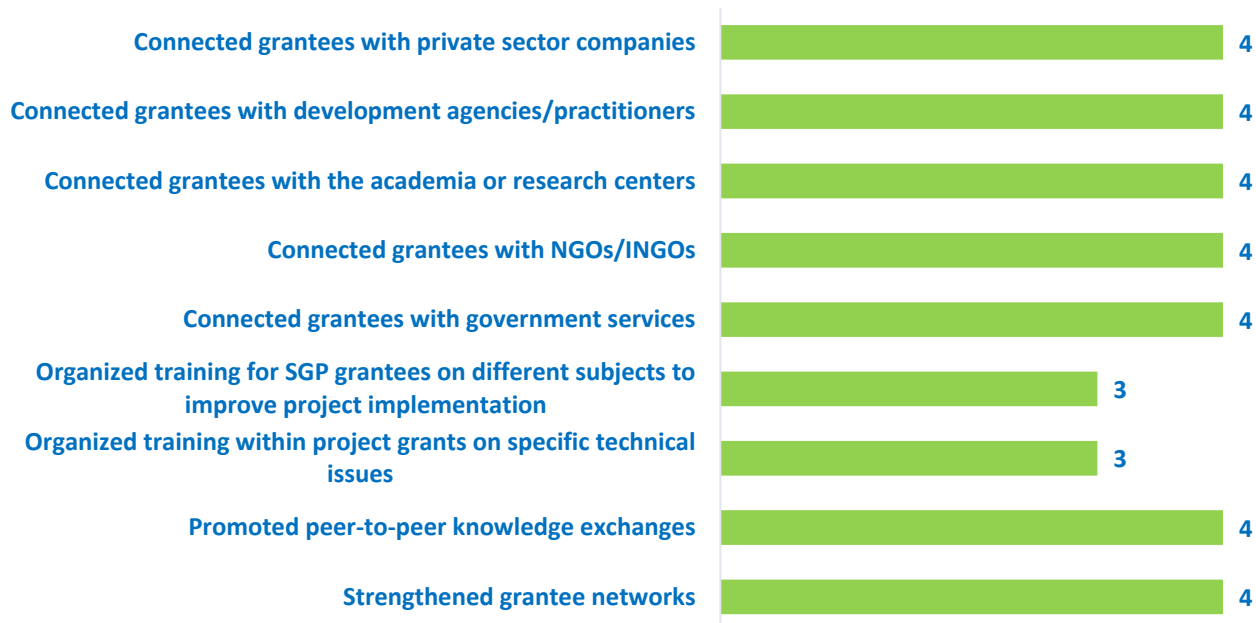 Connected grantees with private sector companies 4
Connected grantees with development agencies/practitioners 4
Connected grantees with the academia or research centers 4
Connected grantees with NGOs/INGOs 4
Connected grantees with government services 4
Organized training for SGP grantees on different subjects to
improve project implementation 3
Organized training within project grants on specific technical
issues 3
Promoted peer-to-peer knowledge exchanges 4
Strengthened grantee networks 4